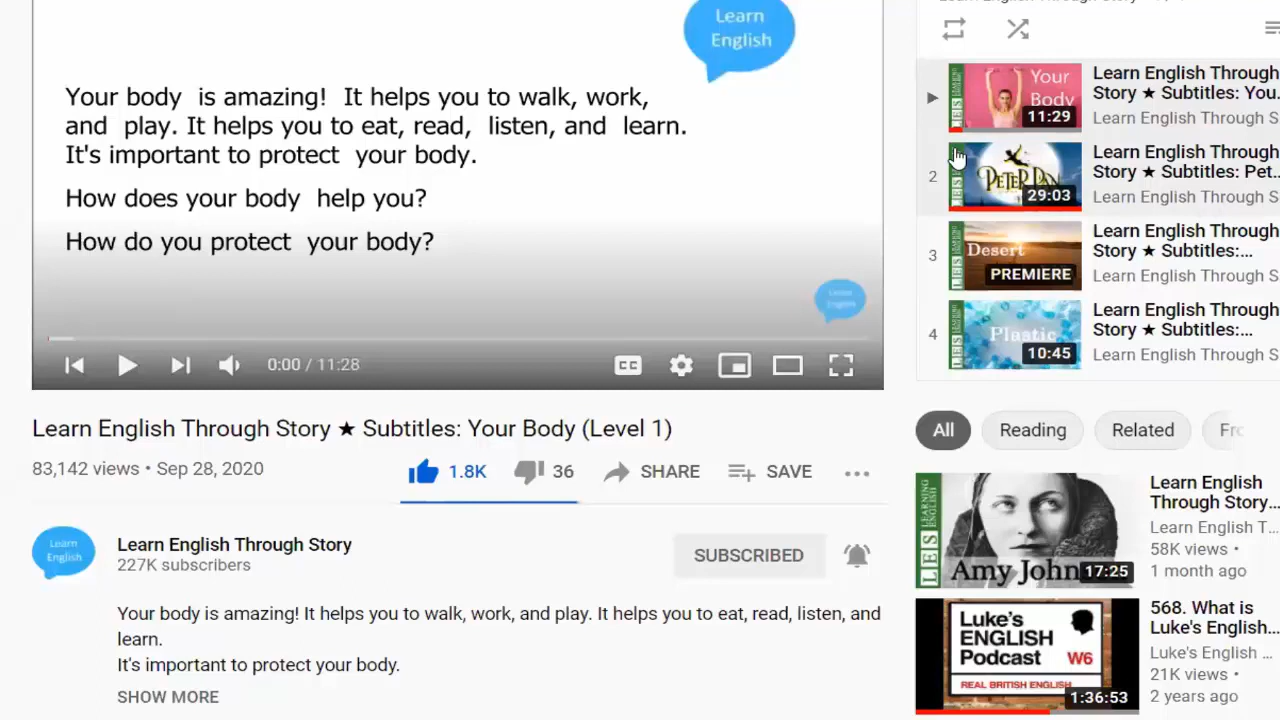 Learn English
Your body is amazing! It helps you to walk, work,
and play. It helps you to eat, read, listen, and learn.
It's important to protect your body.
How does your body help you?
How do you protect your body?
0:00 / 11:28
CC
Learn English Through Story ★ Subtitles: Your Body (Level 1)
83,142 views • Sep 28, 2020
1.8K
36
SHARE
SAVE
Learn English
Learn English Through Story
227K subscribers
SUBSCRIBED
Your body is amazing! It helps you to walk, work, and play. It helps you to eat, read, listen, and
learn.
It's important to protect your body.
SHOW MORE
LES
Your
Body
11:29
Learn English Through
Story ★ Subtitles: You...
Learn English Through S
2
PETER PAN
29:03
Learn English Through
Story ★ Subtitles: Pet...
Learn English Through S
3
LES
Desert
PREMIERE
Learn English Through
Story ★ Subtitles:...
Learn English Through S
4
LES
Plastic
10:45
Learn English Through
Story ★ Subtitles:...
Learn English Through S
All
Reading
Related
Fro
LES LEARNING ENGLISH
Amy John
17:25
Learn English
Through Story...
Learn English T...
58K views •
1 month ago
Luke's
ENGLISH
Podcast
W6
REAL BRITISH ENGLISH
1:36:53
568. What is
Luke's English...
Luke's English ...
21K views •
2 years ago